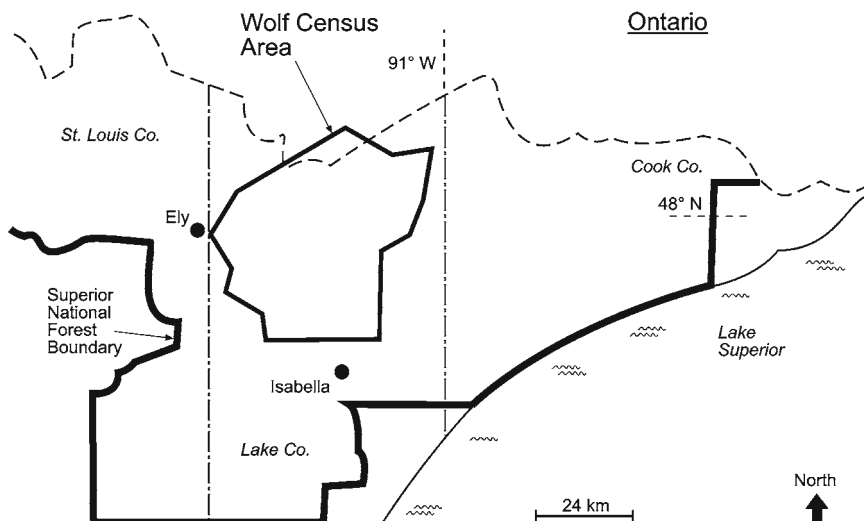 Wolf Census
Area
Ontario
91° W
St. Louis Co.
Cook Co.
Ely
48° N
Superior
National
Forest
Boundary
Lake
Superior
Isabella
Lake Co.
North
24 km